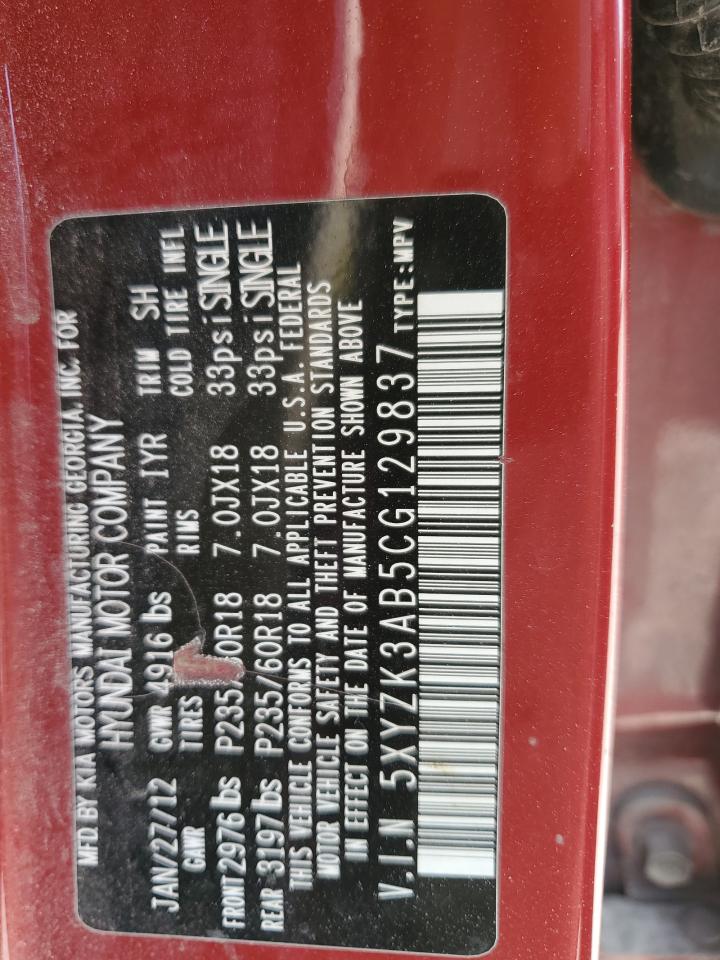 MFD. BY KIA MOTORS MANUFACTURING GEORGIA. INC. FOR
HYUNDAI MOTOR COMPANY
JAN/27/12 GVWR 4916 lbs PAINT 1YR TRIM SH
GAWR TIRES RIMS COLD TIRE INFL
FRONT 2976 lbs P235 0R18 7.0JX18 33psi SINGLE
REAR 3197 lbs P235/60R18 7.0JX18 33psi SINGLE
THIS VEHICLE CONFORMS TO ALL APPLICABLE U.S.A. FEDERAL
MOTOR VEHICLE SAFETY AND THEFT PREVENTION STANDARDS
IN EFFECT ON THE DATE OF MANUFACTURE SHOWN ABOVE
V.I.N 5XYZK3AB5CG129837 TYPE:MPV